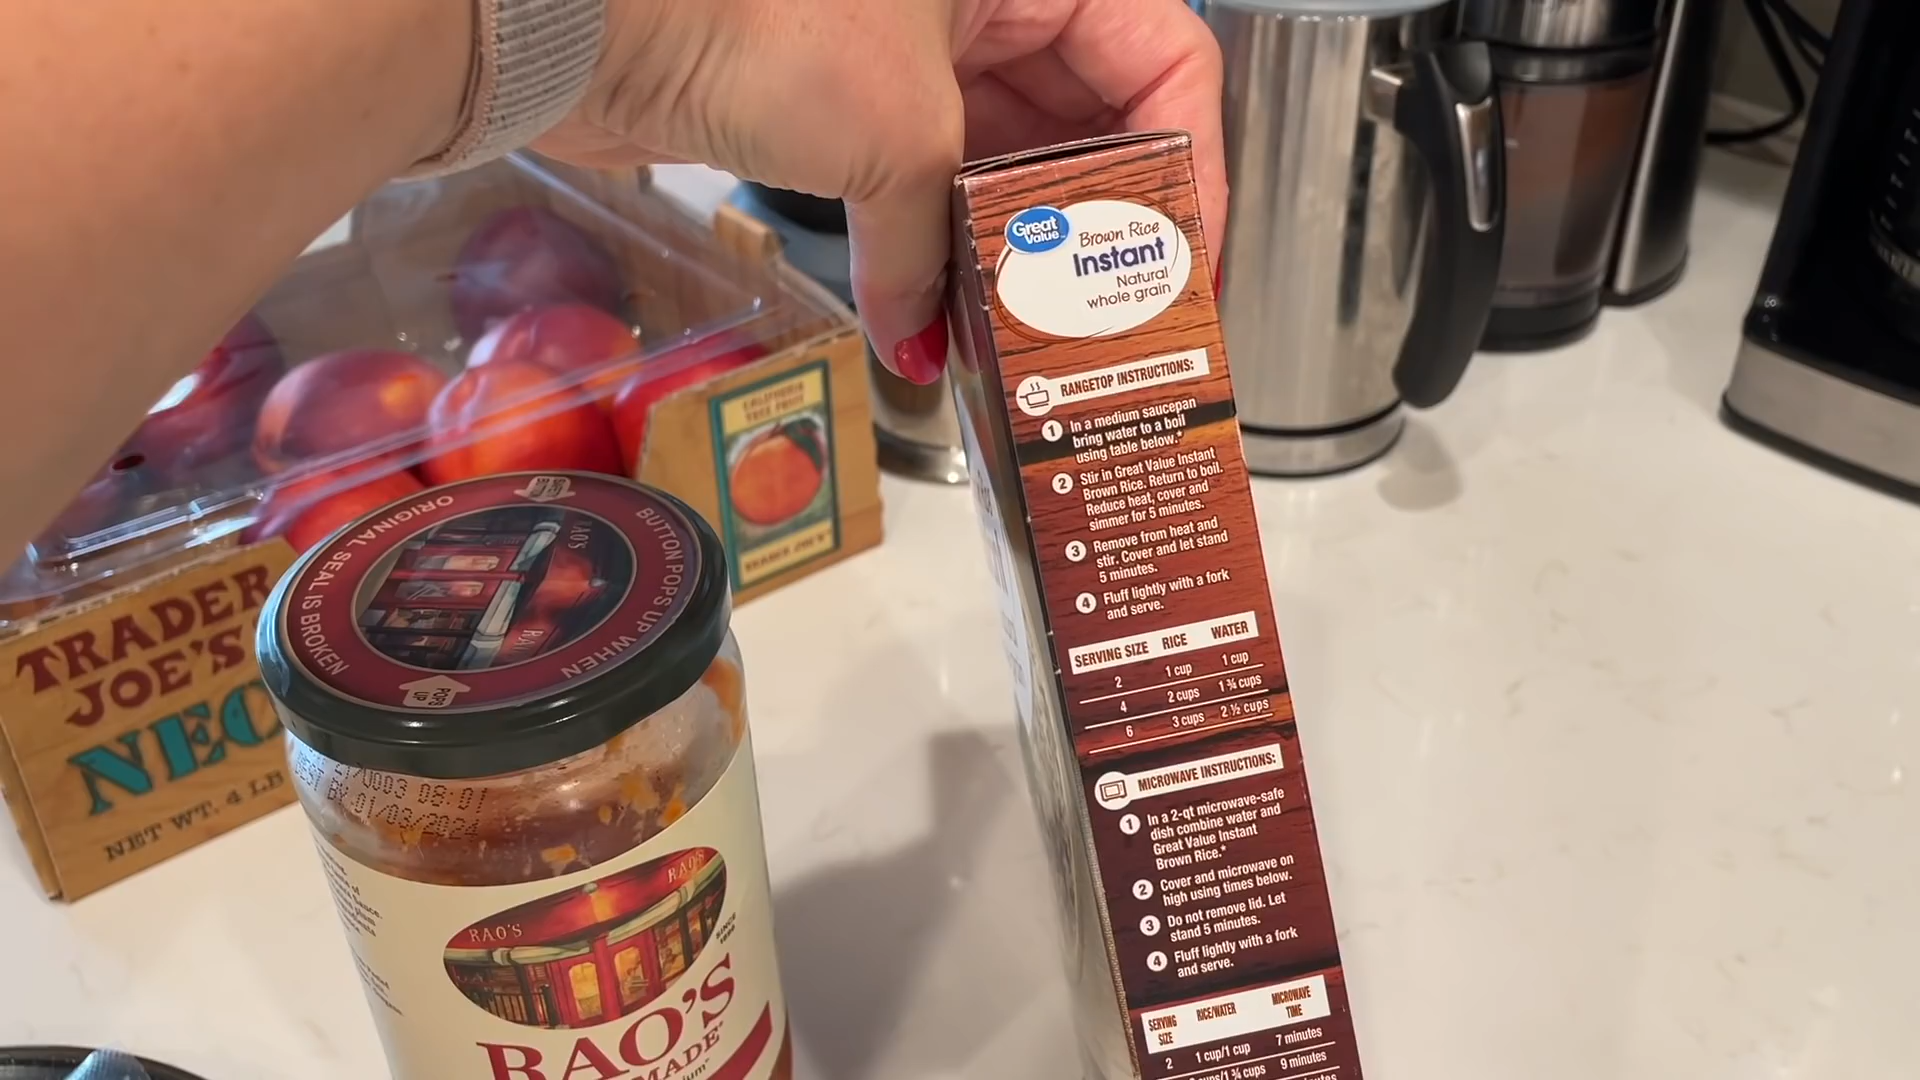 Great
Value
Brown Rice
Instant
Natural
whole grain
RANGETOP INSTRUCTIONS:
1 In a medium saucepan
bring water to a boil
using table below.*
2 Stir in Great Value Instant
Brown Rice. Return to boil.
Reduce heat, cover and
simmer for 5 minutes.
3 Remove from heat and
stir. Cover and let stand
5 minutes.
4 Fluff lightly with a fork
and serve.
SERVING SIZE RICE WATER
2 1 cup 1 cup
4 2 cups 1 ¾ cups
6 3 cups 2 ½ cups
MICROWAVE INSTRUCTIONS:
1 In a 2-qt microwave-safe
dish combine water and
Great Value Instant
Brown Rice.*
2 Cover and microwave on
high using times below.
3 Do not remove lid. Let
stand 5 minutes.
4 Fluff lightly with a fork
and serve.
SERVING
SIZE
RICE/WATER
MICROWAVE
TIME
2 1 cup/1 cup 7 minutes
1 ¾ cups 9 minutes
CALIFORNIA
TREE FRUIT
TRADER JOE'S
TRADER
JOE'S
NEC
NET WT. 4 LB
BUTTON POPS UP WHEN
ORIGINAL SEAL IS BROKEN
POPS
UP
RAO'S
RAO'S
0003 08:01
BEST BY 01/03/2024
RAO'S
RAO'S
SINCE
1896
RAO'S
MADE